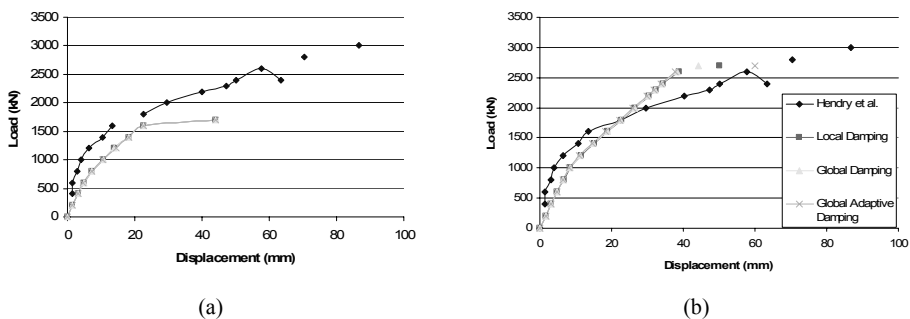 3500
3000
2500
2000
1500
1000
500
0
Load (kN)
0 20 40 60 80 100
Displacement (mm)
(a)
3500
3000
2500
2000
1500
1000
500
0
Load (kN)
0 20 40 60 80 100
Displacement (mm)
Hendry et al.
Local Damping
Global Damping
Global Adaptive
Damping
(b)